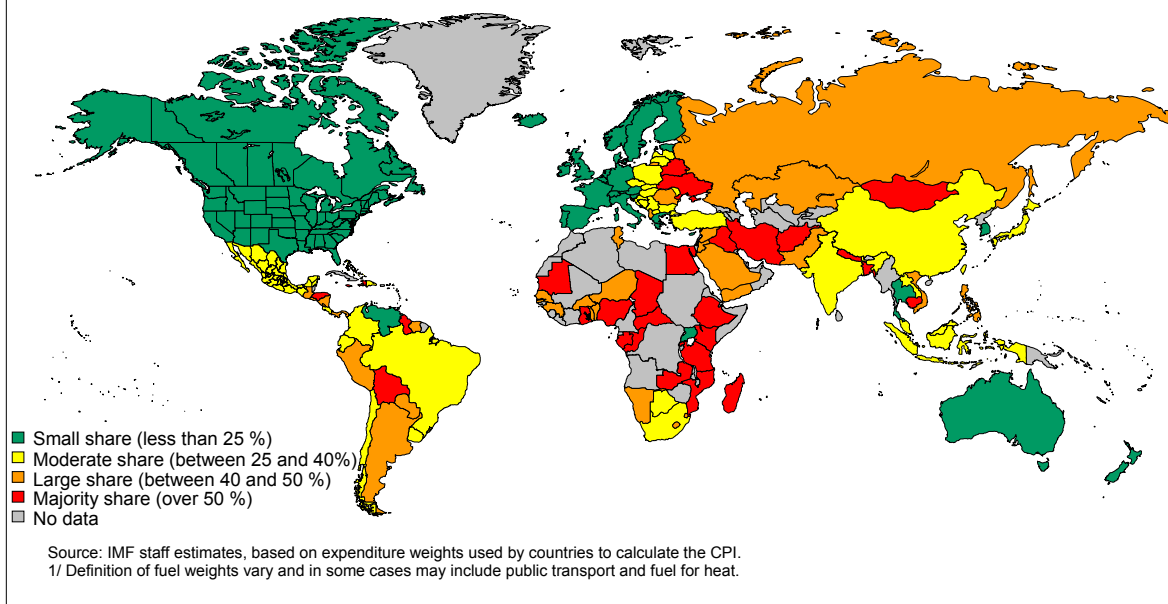 Small share (less than 25 %)
Moderate share (between 25 and 40%)
Large share (between 40 and 50 %)
Majority share (over 50 %)
No data
Source: IMF staff estimates, based on expenditure weights used by countries to calculate the CPI.
1/ Definition of fuel weights vary and in some cases may include public transport and fuel for heat.